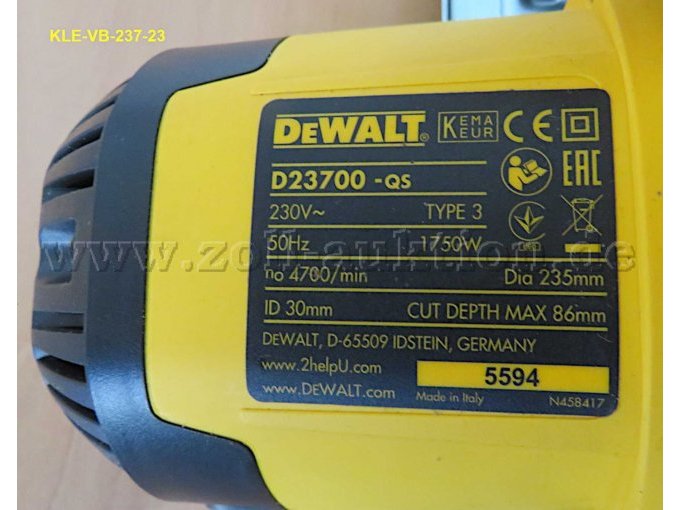 KLE-VB-237-23
DEWALT® KEMA KEUR CE
D23700 -QS EAC
230V~ TYPE 3
50Hz 1750W
www.zoll-auktion.de
no 4700/min Dia 235mm
ID 30mm CUT DEPTH MAX 86mm
DEWALT, D-65509 IDSTEIN, GERMANY
www.2helpU.com
5594
www.DEWALT.com Made in Italy N458417